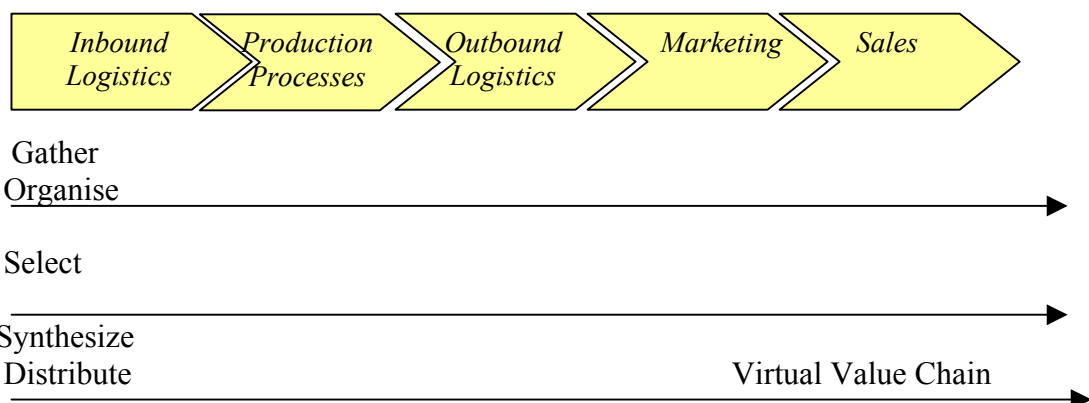 Inbound
Logistics
Production
Processes
Outbound
Logistics
Marketing
Sales
Gather
Organise
Select
Synthesize
Distribute
Virtual Value Chain